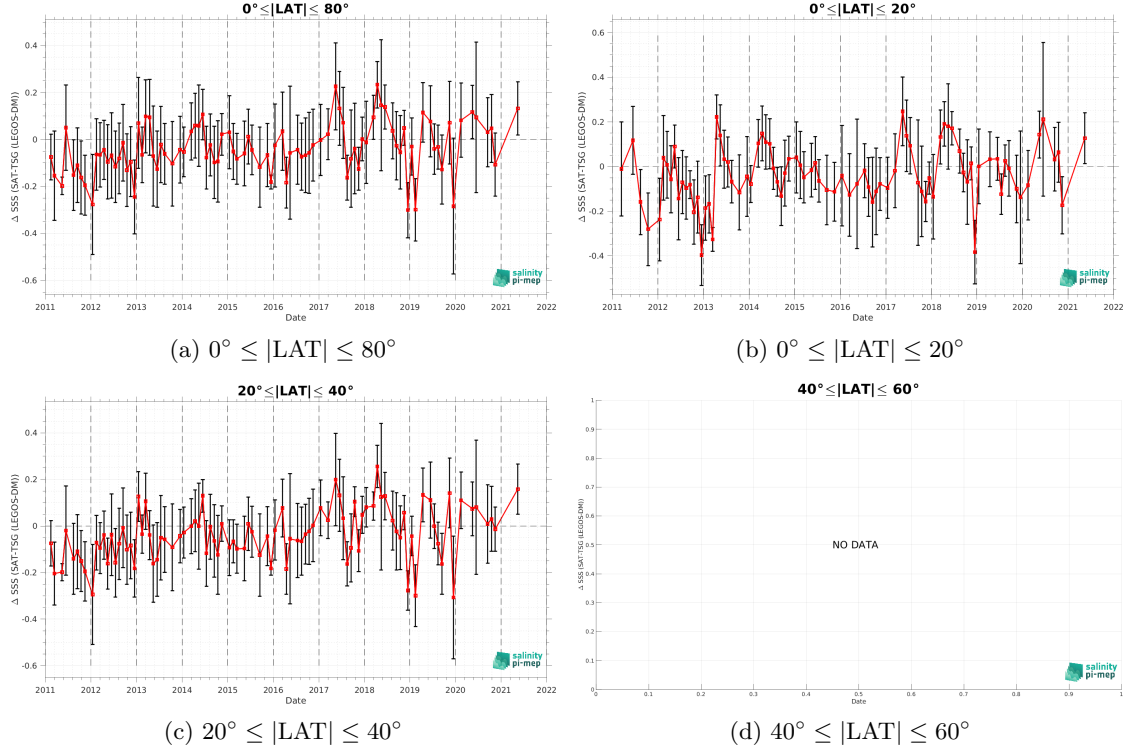 0°≤|LAT|≤ 80°
Δ SSS (SAT-TSG (LEGOS-DM))
0.4
0.2
0
-0.2
-0.4
-0.6
2011 2012 2013 2014 2015 2016 2017 2018 2019 2020 2021 2022
Date
salinity
pi-mep
(a) 0° ≤ |LAT| ≤ 80°
0°≤|LAT|≤ 20°
Δ SSS (SAT-TSG (LEGOS-DM))
0.6
0.4
0.2
0
-0.2
-0.4
2011 2012 2013 2014 2015 2016 2017 2018 2019 2020 2021 2022
Date
salinity
pi-mep
(b) 0° ≤ |LAT| ≤ 20°
20°≤|LAT|≤ 40°
Δ SSS (SAT-TSG (LEGOS-DM))
0.4
0.2
0
-0.2
-0.4
-0.6
2011 2012 2013 2014 2015 2016 2017 2018 2019 2020 2021 2022
Date
salinity
pi-mep
(c) 20° ≤ |LAT| ≤ 40°
40°≤|LAT|≤ 60°
Δ SSS (SAT-TSG (LEGOS-DM))
1
0.9
0.8
0.7
0.6
0.5
0.4
0.3
0.2
0.1
0
NO DATA
0 0.1 0.2 0.3 0.4 0.5 0.6 0.7 0.8 0.9 1
Date
salinity
pi-mep
(d) 40° ≤ |LAT| ≤ 60°